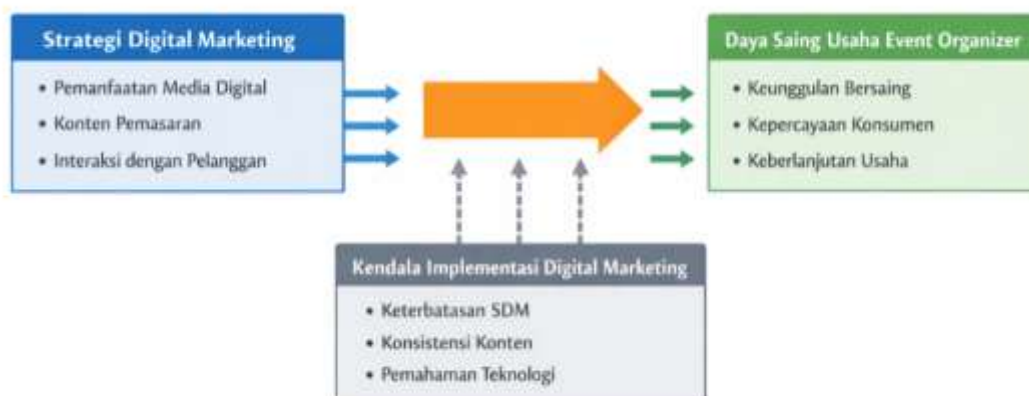 Strategi Digital Marketing
• Pemanfaatan Media Digital
• Konten Pemasaran
• Interaksi dengan Pelanggan
Daya Saing Usaha Event Organizer
• Keunggulan Bersaing
• Kepercayaan Konsumen
• Keberlanjutan Usaha
Kendala Implementasi Digital Marketing
• Keterbatasan SDM
• Konsistensi Konten
• Pemahaman Teknologi